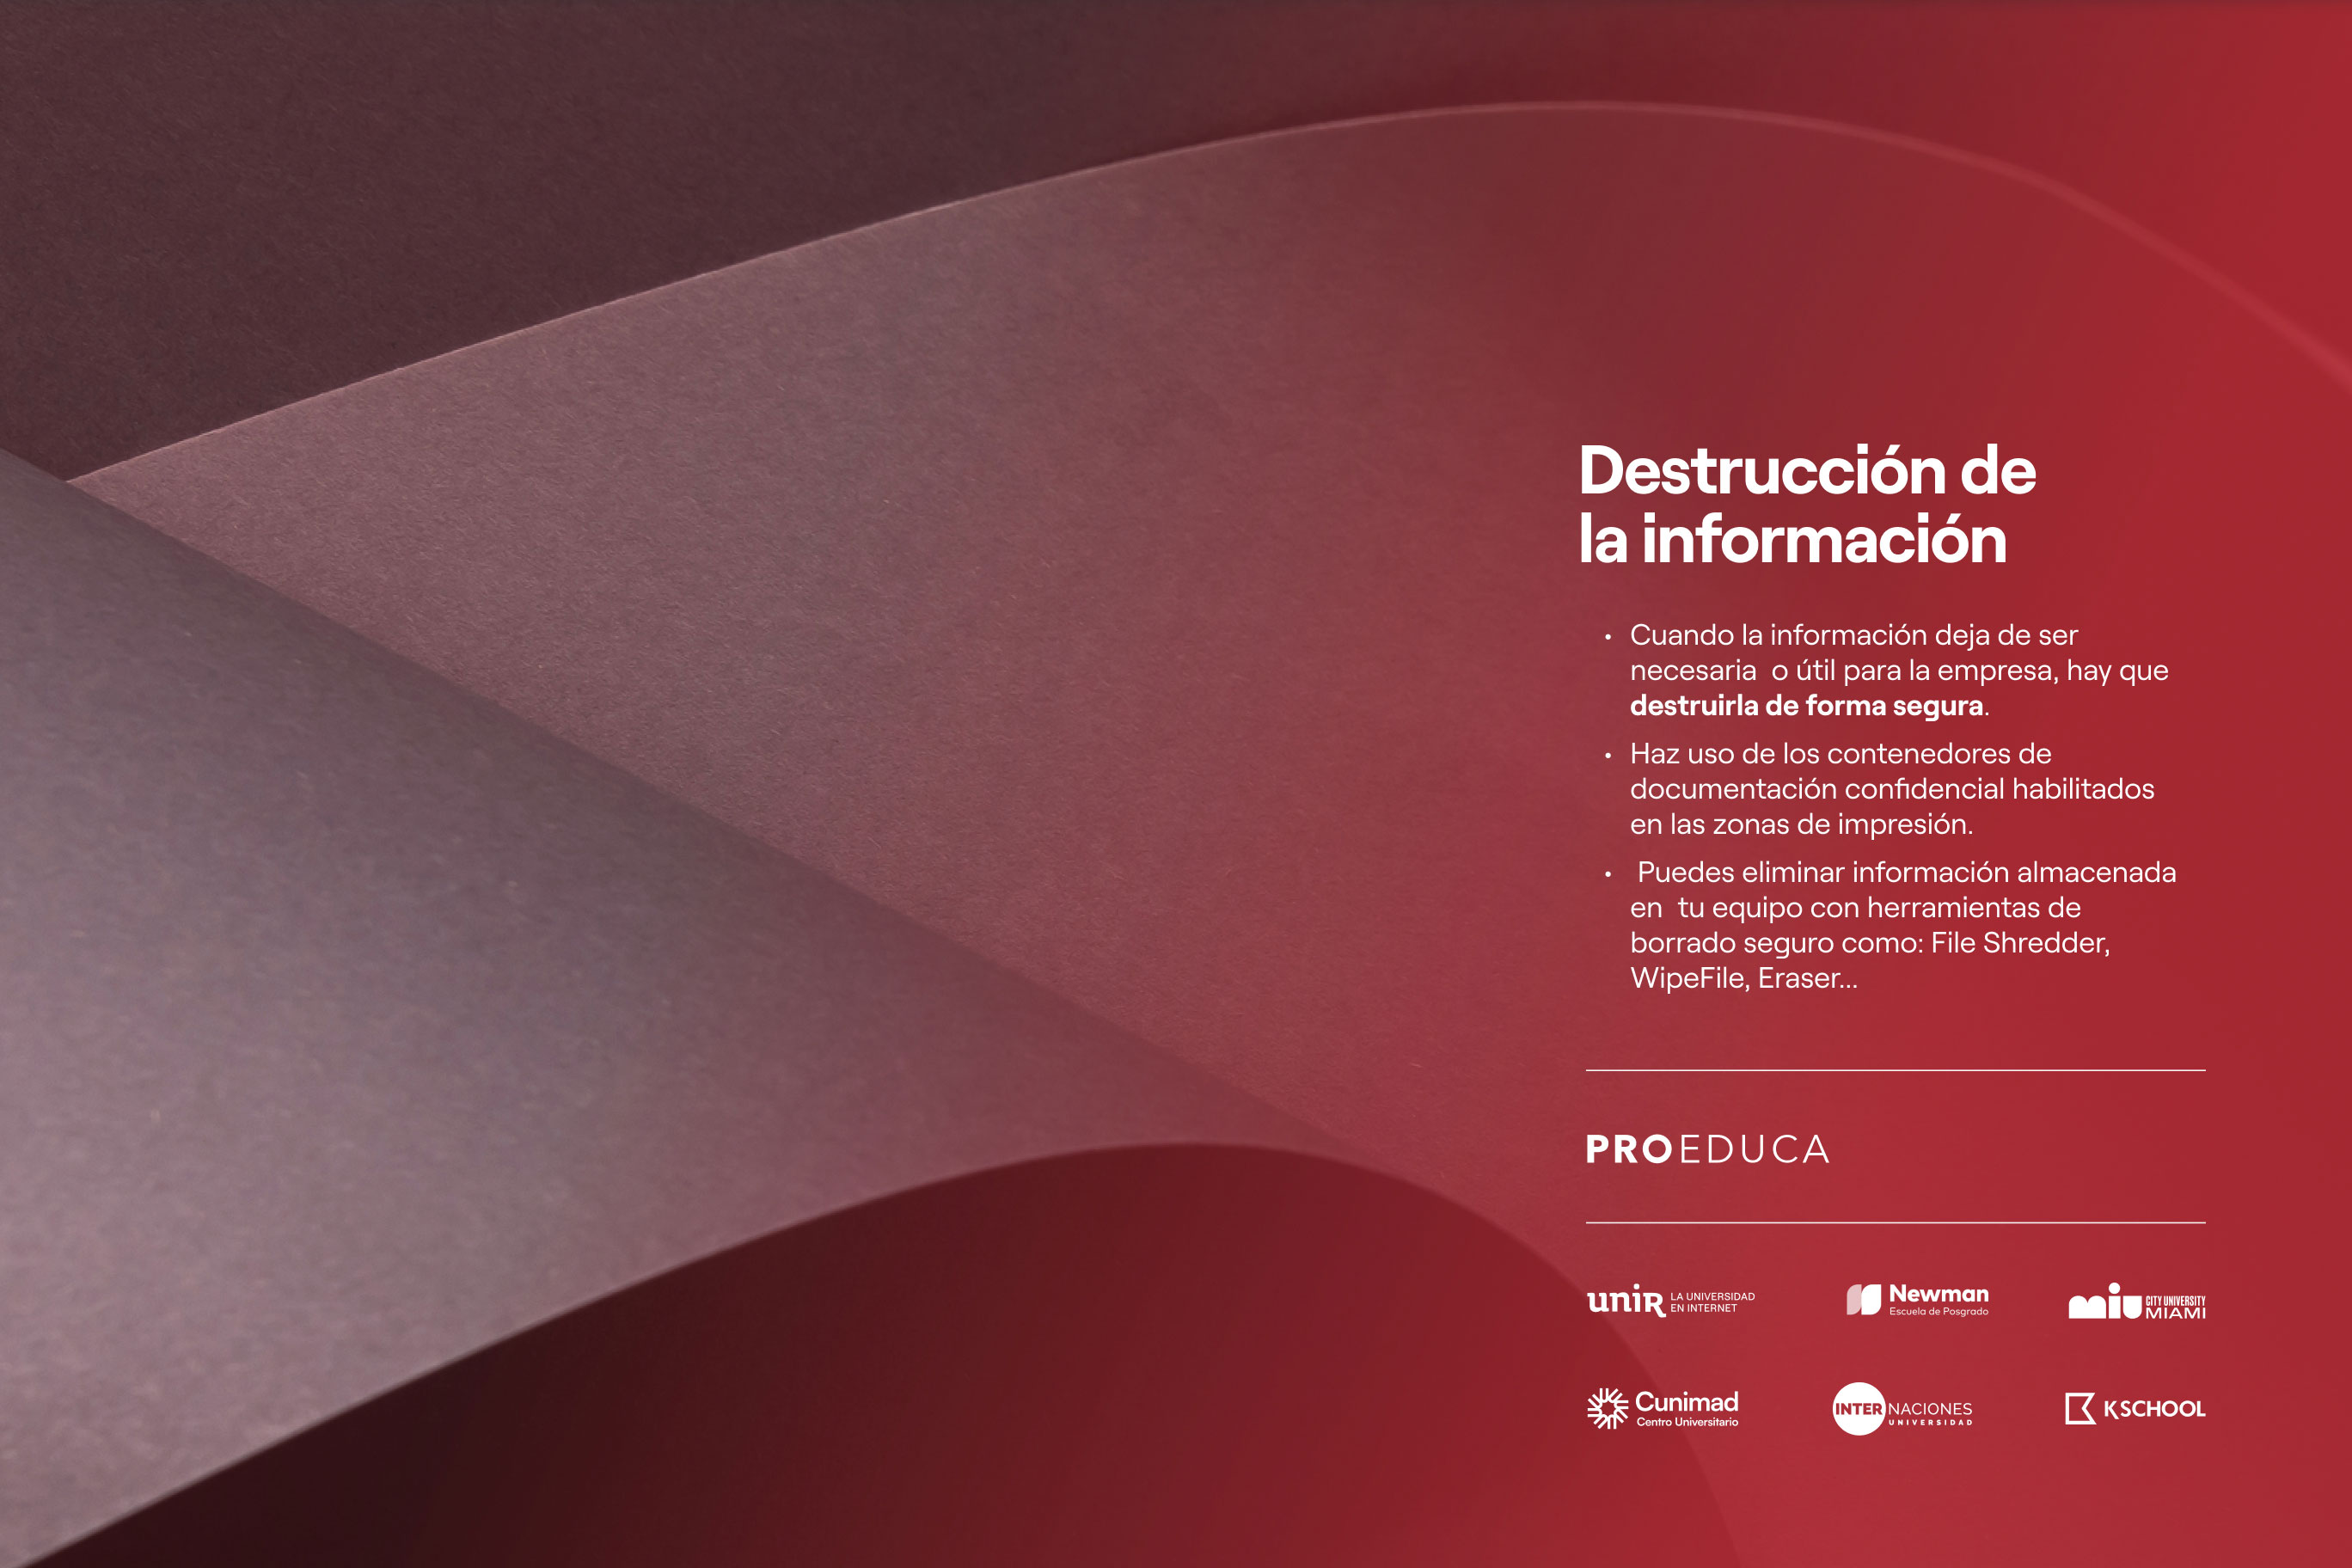 Destrucción de
la información
• Cuando la información deja de ser
necesaria  o útil para la empresa, hay que
destruirla de forma segura.
• Haz uso de los contenedores de
documentación confidencial habilitados
en las zonas de impresión.
•  Puedes eliminar información almacenada
en  tu equipo con herramientas de
borrado seguro como: File Shredder,
WipeFile, Eraser...
PROEDUCA
unir LA UNIVERSIDAD
EN INTERNET
Newman
Escuela de Posgrado
miu CITY UNIVERSITY
MIAMI
Cunimad
Centro Universitario
INTERNACIONES
UNIVERSIDAD
KSCHOOL